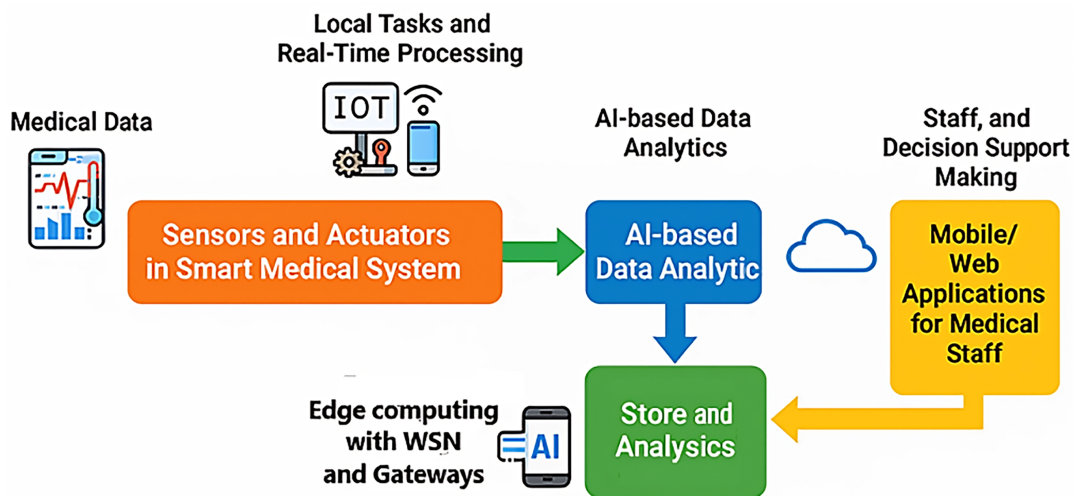 Local Tasks and
Real-Time Processing
IOT
Medical Data
AI-based Data
Analytics
Staff, and
Decision Support
Making
Sensors and Actuators
in Smart Medical System
AI-based
Data Analytic
Mobile/
Web
Applications
for Medical
Staff
Edge computing
with WSN
and Gateways
AI
Store and
Analysics